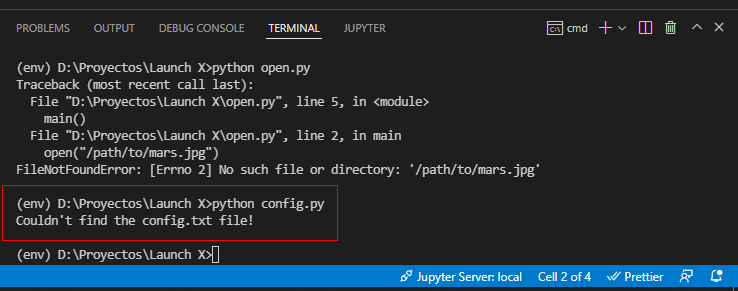 PROBLEMS OUTPUT DEBUG CONSOLE TERMINAL JUPYTER cmd
(env) D:\Proyectos\Launch X>python open.py
Traceback (most recent call last):
  File "D:\Proyectos\Launch X\open.py", line 5, in <module>
    main()
  File "D:\Proyectos\Launch X\open.py", line 2, in main
    open("/path/to/mars.jpg")
FileNotFoundError: [Errno 2] No such file or directory: '/path/to/mars.jpg'
(env) D:\Proyectos\Launch X>python config.py
Couldn't find the config.txt file!
(env) D:\Proyectos\Launch X>
Jupyter Server: local Cell 2 of 4 Prettier